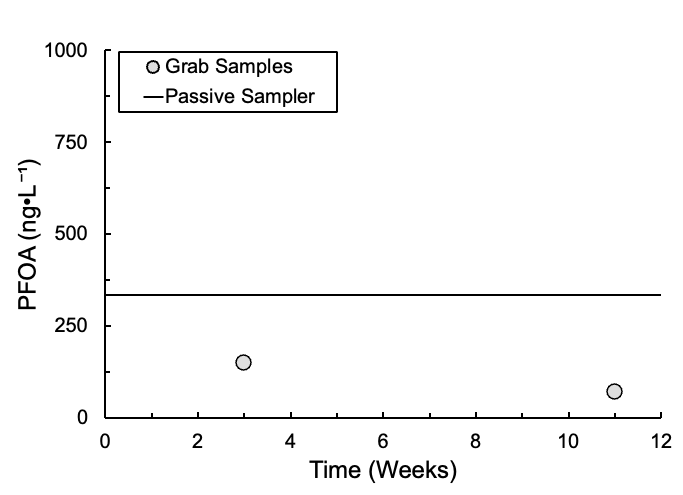 1000
Grab Samples
Passive Sampler
750
500
250
0
PFOA (ng•L⁻¹)
0 2 4 6 8 10 12
Time (Weeks)